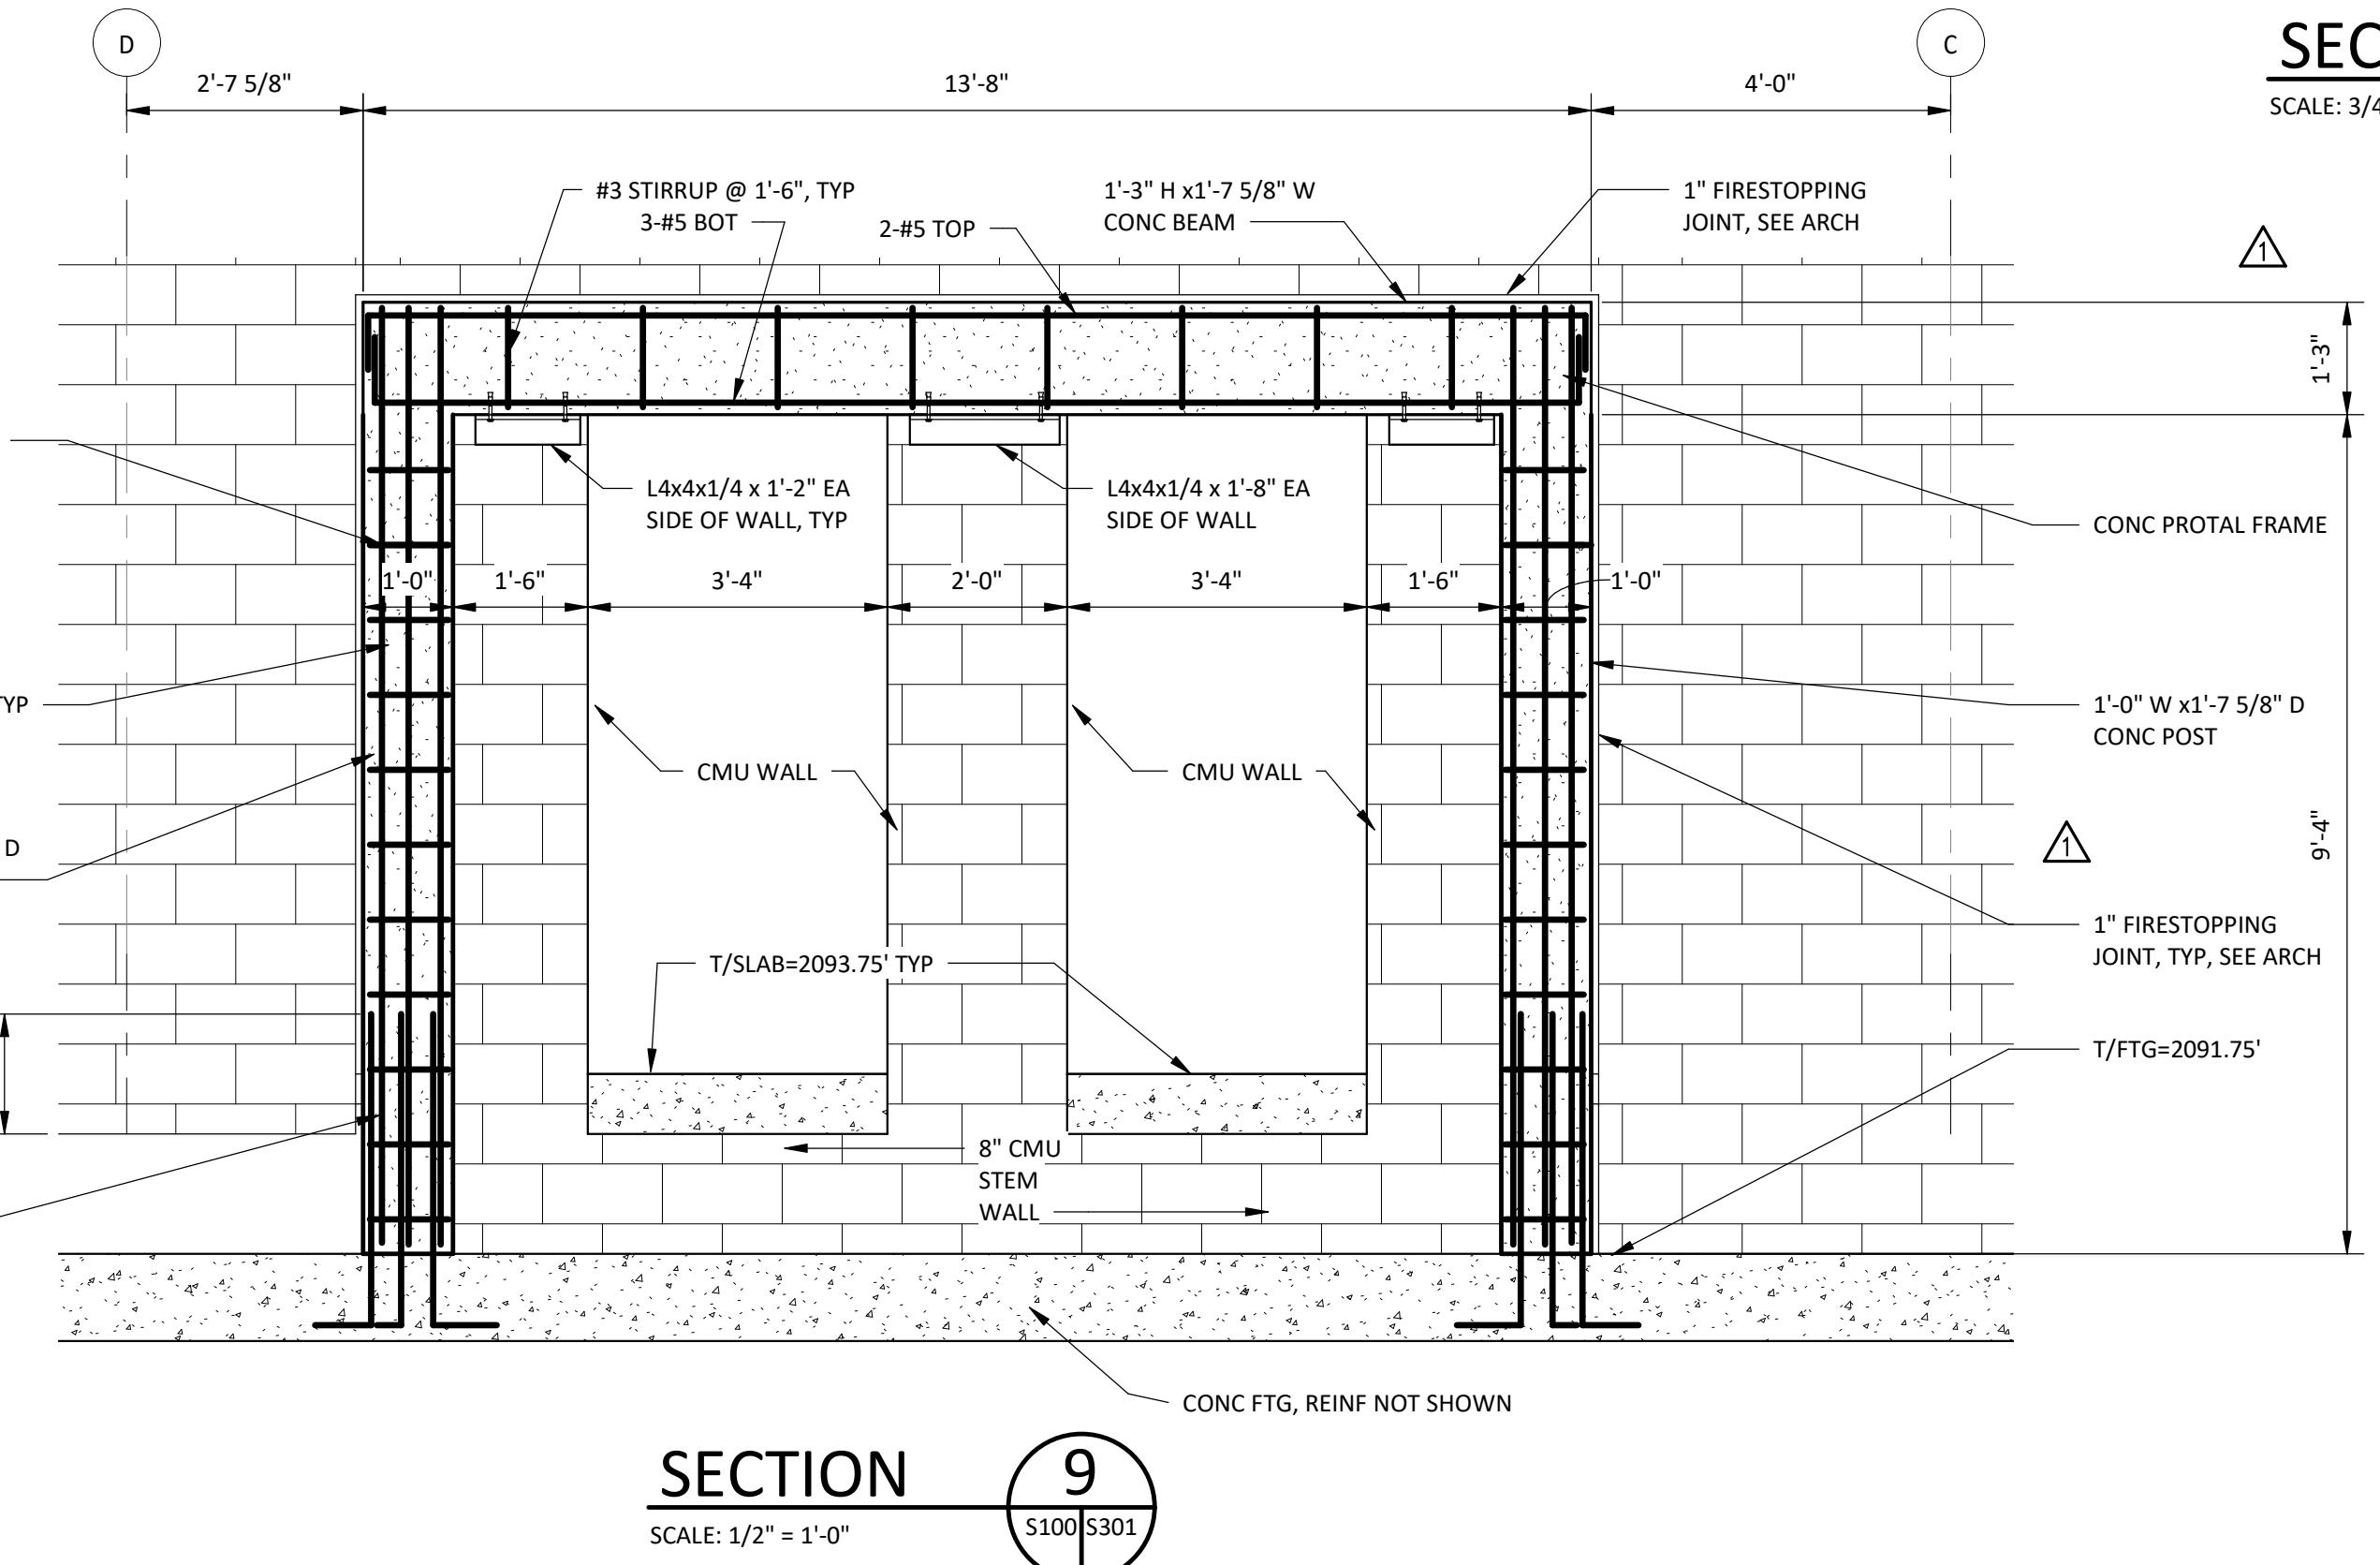 D
C
SEC
SCALE: 3/4
2'-7 5/8"
13'-8"
4'-0"
#3 STIRRUP @ 1'-6", TYP
3-#5 BOT
2-#5 TOP
1'-3" H x1'-7 5/8" W
CONC BEAM
1" FIRESTOPPING
JOINT, SEE ARCH
1
1'-3"
L4x4x1/4 x 1'-2" EA
SIDE OF WALL, TYP
L4x4x1/4 x 1'-8" EA
SIDE OF WALL
CONC PROTAL FRAME
1'-0"
1'-6"
3'-4"
2'-0"
3'-4"
1'-6"
1'-0"
TYP
1'-0" W x1'-7 5/8" D
CONC POST
CMU WALL
CMU WALL
9'-4"
1
D
1" FIRESTOPPING
JOINT, TYP, SEE ARCH
T/SLAB=2093.75' TYP
T/FTG=2091.75'
8" CMU
STEM
WALL
CONC FTG, REINF NOT SHOWN
SECTION
9
SCALE: 1/2" = 1'-0"
S100 S301